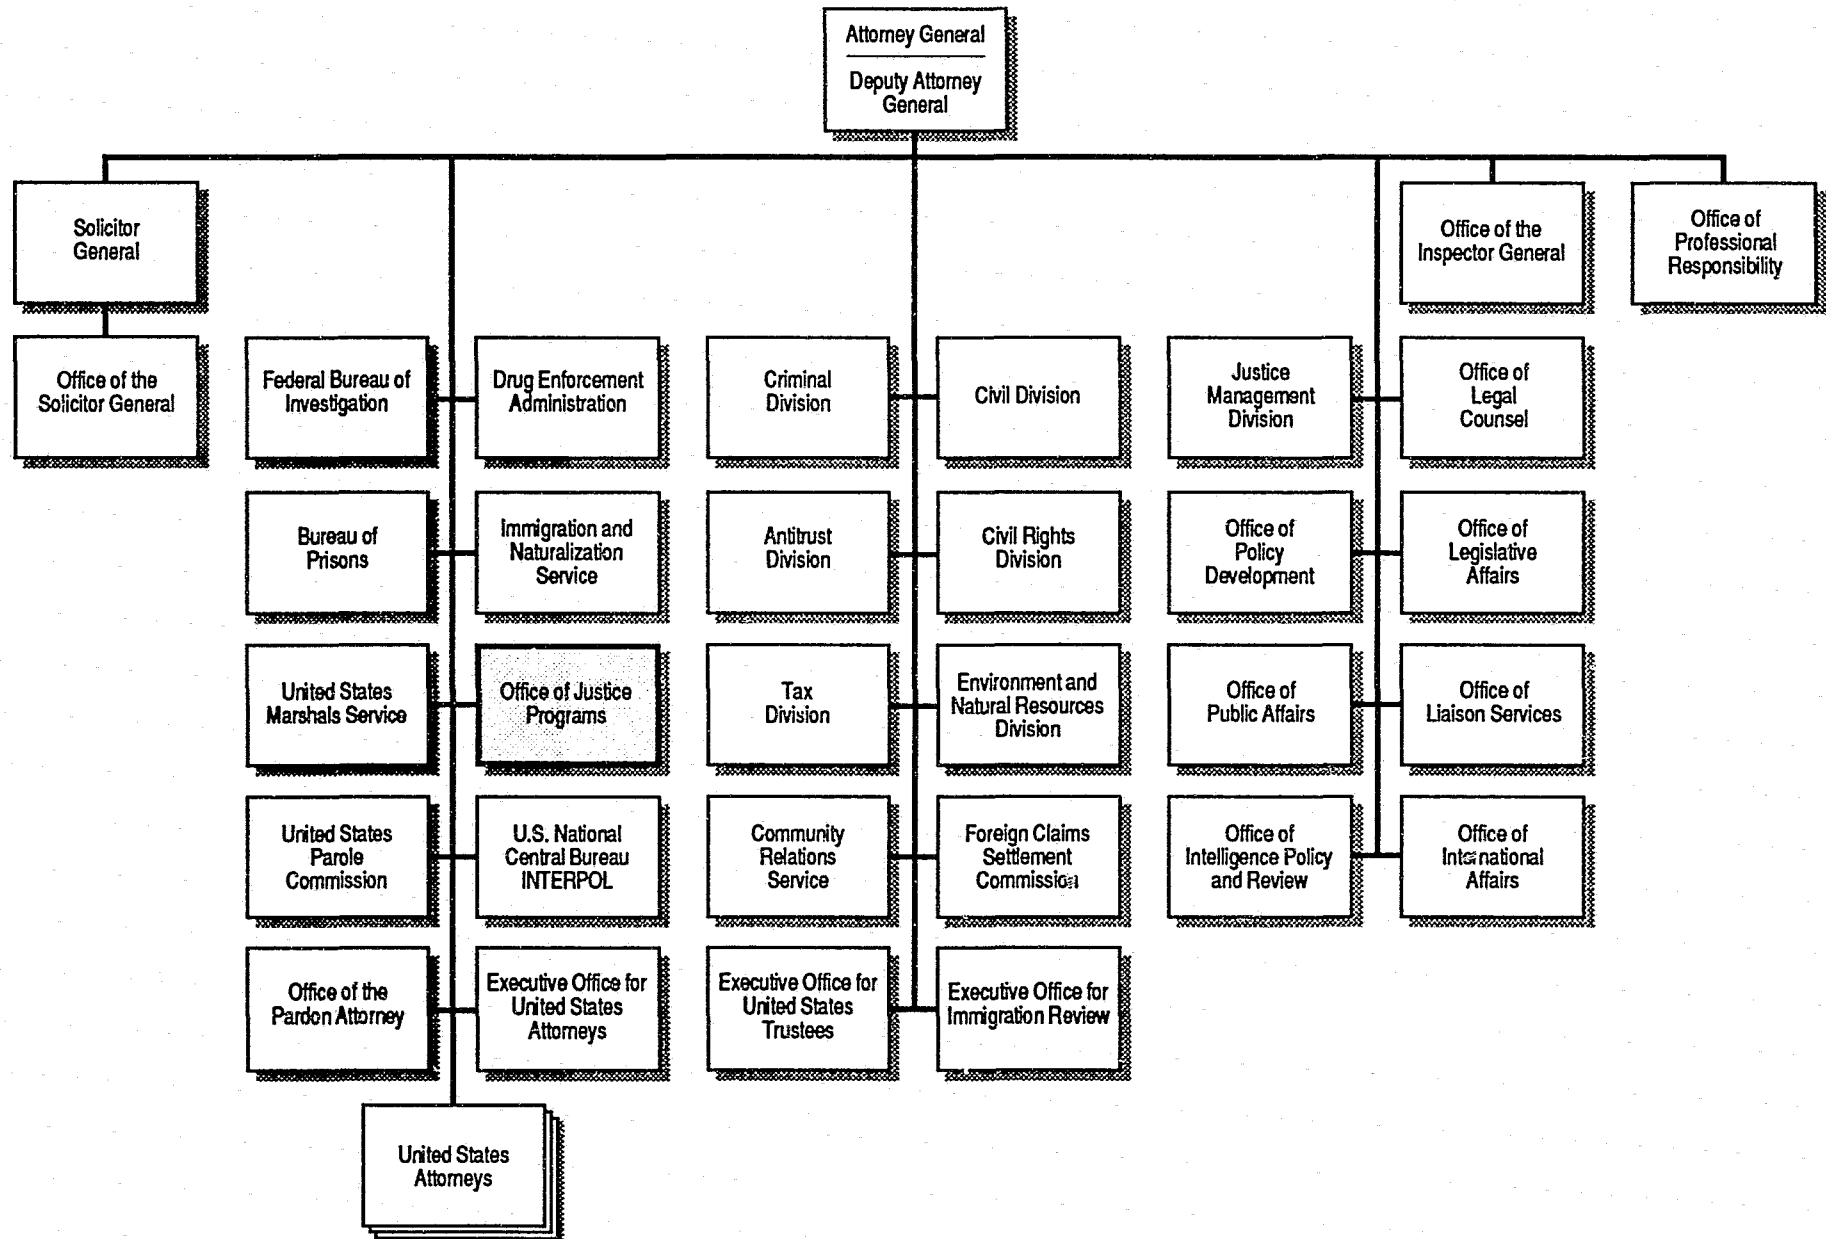 Attorney General
Deputy Attorney
General
Solicitor
General
Office of the
Inspector General
Office of
Professional
Responsibility
Office of the
Solicitor General
Federal Bureau of
Investigation
Drug Enforcement
Administration
Criminal
Division
Civil Division
Justice
Management
Division
Office of
Legal
Counsel
Bureau of
Prisons
Immigration and
Naturalization
Service
Antitrust
Division
Civil Rights
Division
Office of
Policy
Development
Office of
Legislative
Affairs
United States
Marshals Service
Office of Justice
Programs
Tax
Division
Environment and
Natural Resources
Division
Office of
Public Affairs
Office of
Liaison Services
United States
Parole
Commission
U.S. National
Central Bureau
INTERPOL
Community
Relations
Service
Foreign Claims
Settlement
Commission
Office of
Intelligence Policy
and Review
Office of
International
Affairs
Office of the
Pardon Attorney
Executive Office for
United States
Attorneys
Executive Office for
United States
Trustees
Executive Office for
Immigration Review
United States
Attorneys